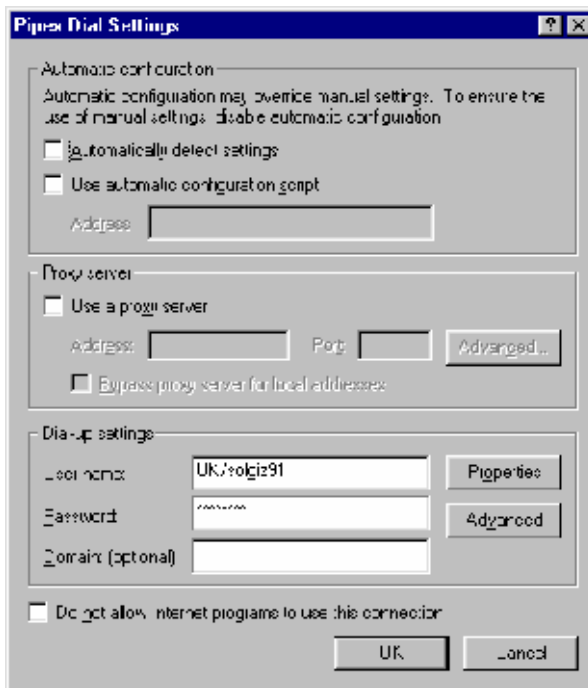 Pipex Dial Settings
Automatic configuration
Automatic configuration may override manual settings. To ensure the
use of manual settings, disable automatic configuration.
Automatically detect settings
Use automatic configuration script
Address
Proxy server
Use a proxy server
Address: Port: Advanced...
Bypass proxy server for local addresses
Dial-up settings
User name: Properties
Password: Advanced
Domain: (optional)
Do not allow Internet programs to use this connection
OK Cancel